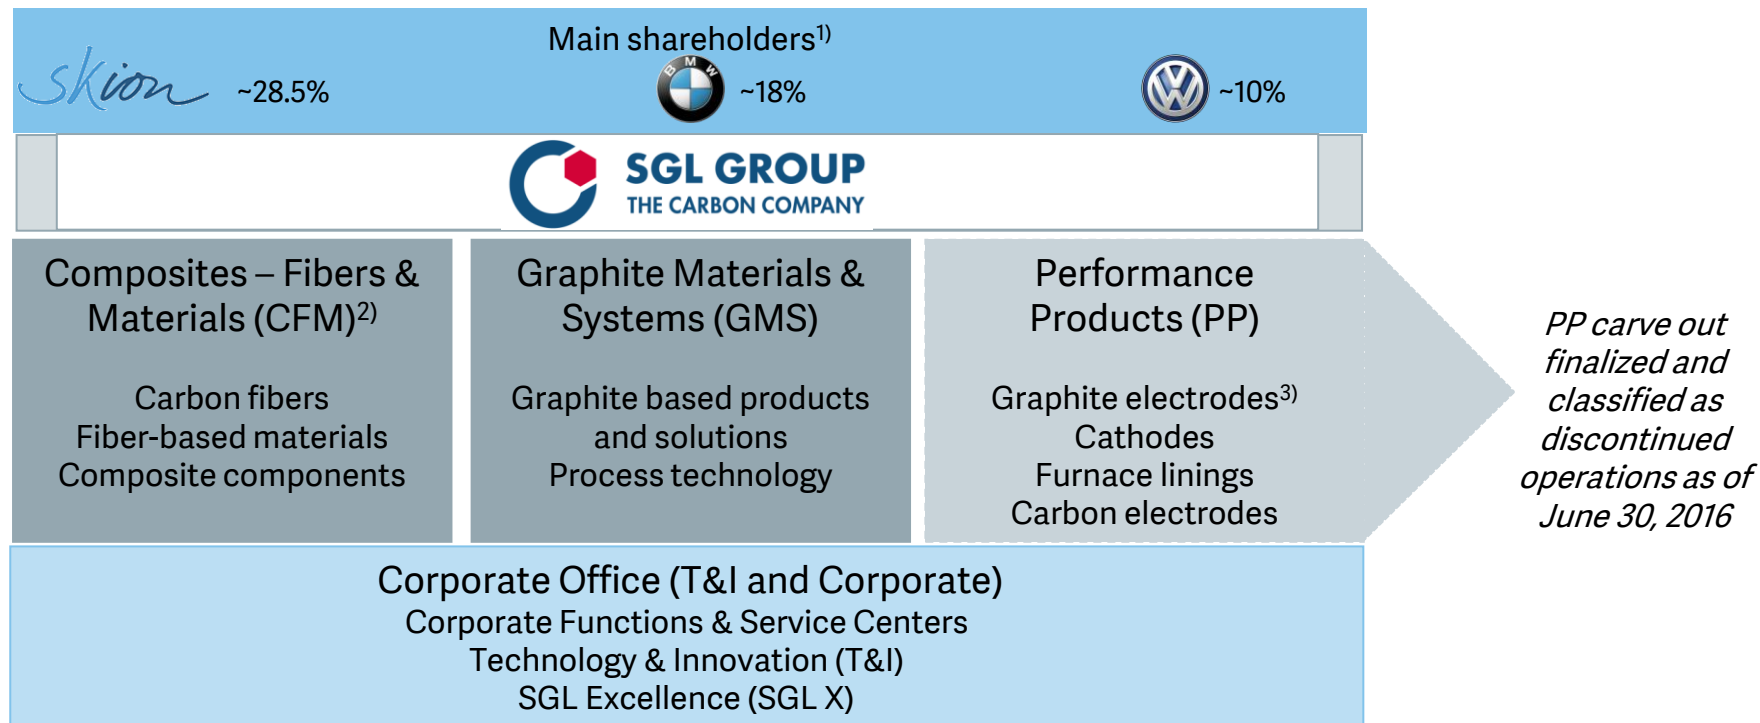 Main shareholders1)
skion ~28.5%
BMW ~18%
VW ~10%
SGL GROUP
THE CARBON COMPANY
Composites – Fibers &
Materials (CFM)2)
Carbon fibers
Fiber-based materials
Composite components
Graphite Materials &
Systems (GMS)
Graphite based products
and solutions
Process technology
Performance
Products (PP)
Graphite electrodes3)
Cathodes
Furnace linings
Carbon electrodes
PP carve out
finalized and
classified as
discontinued
operations as of
June 30, 2016
Corporate Office (T&I and Corporate)
Corporate Functions & Service Centers
Technology & Innovation (T&I)
SGL Excellence (SGL X)